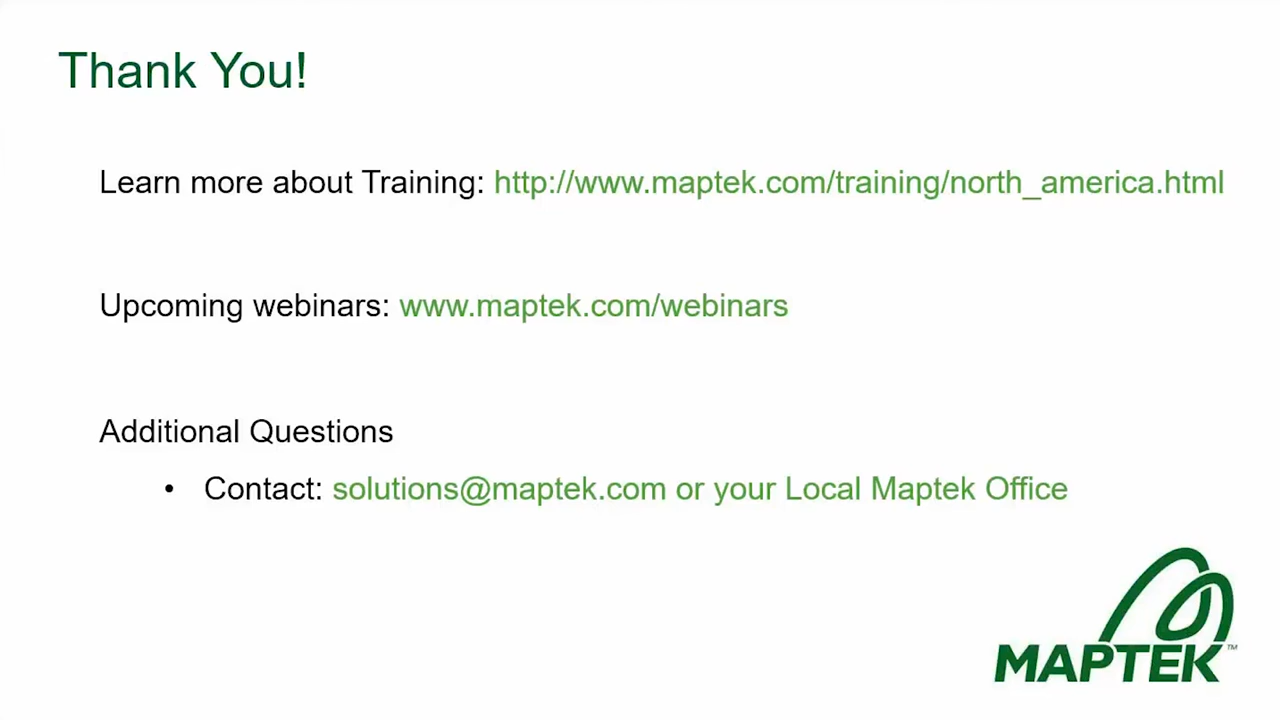 Thank You!
Learn more about Training: http://www.maptek.com/training/north_america.html
Upcoming webinars: www.maptek.com/webinars
Additional Questions
• Contact: solutions@maptek.com or your Local Maptek Office
MAPTEK™